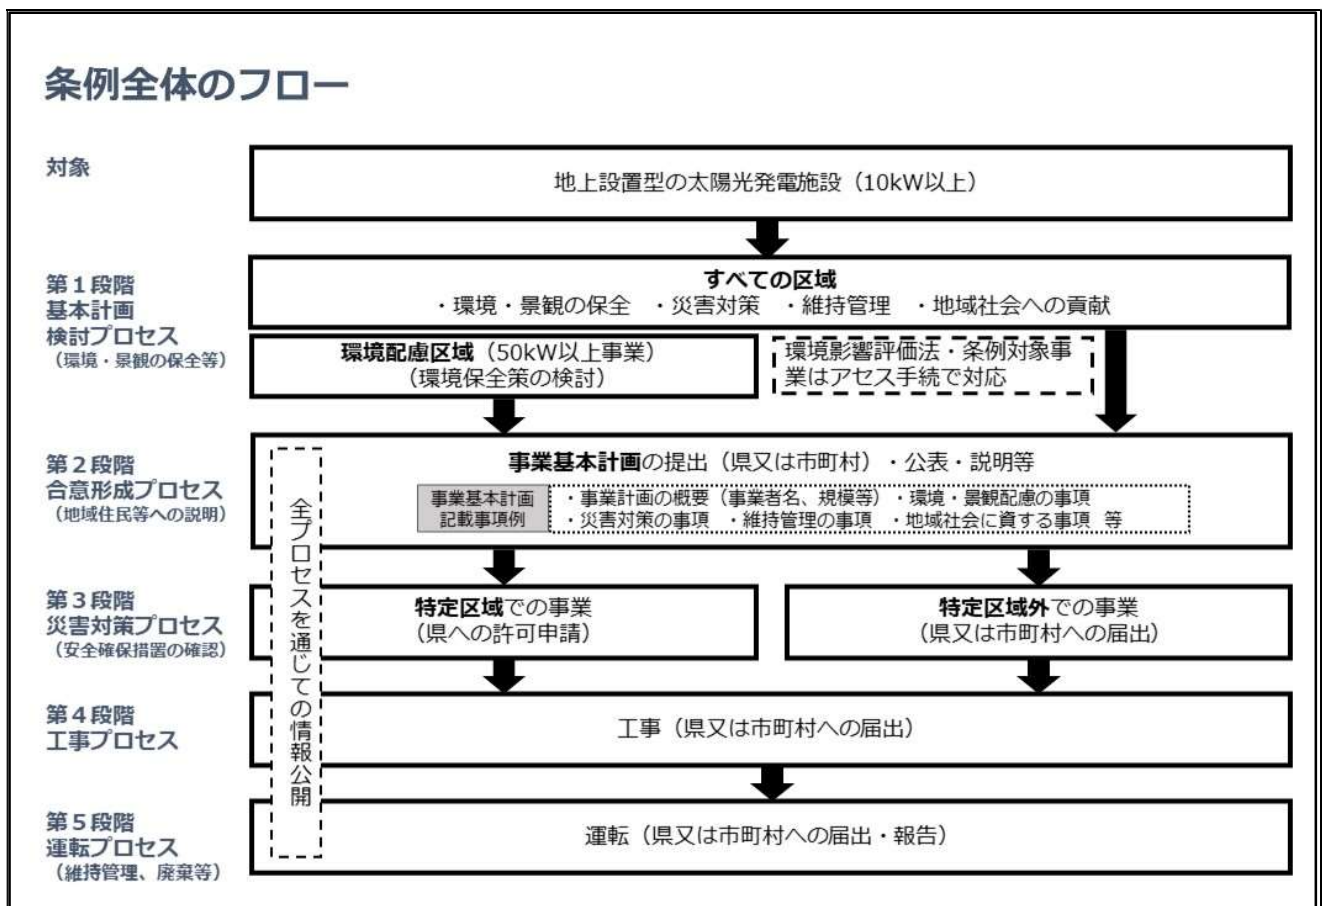 条例全体のフロー
対象
地上設置型の太陽光発電施設（10kW以上）
第１段階
基本計画
検討プロセス
（環境・景観の保全等）
すべての区域
・環境・景観の保全　・災害対策　・維持管理　・地域社会への貢献
環境配慮区域（50kW以上事業）
（環境保全策の検討）
環境影響評価法・条例対象事
業はアセス手続で対応
第２段階
合意形成プロセス
（地域住民等への説明）
事業基本計画の提出（県又は市町村）・公表・説明等
事業基本計画
記載事項例
・事業計画の概要（事業者名、規模等）・環境・景観配慮の事項
・災害対策の事項　・維持管理の事項　・地域社会に資する事項　等
全プロセスを通じての情報公開
第３段階
災害対策プロセス
（安全確保措置の確認）
特定区域での事業
（県への許可申請）
特定区域外での事業
（県又は市町村への届出）
第４段階
工事プロセス
工事（県又は市町村への届出）
第５段階
運転プロセス
（維持管理、廃棄等）
運転（県又は市町村への届出・報告）